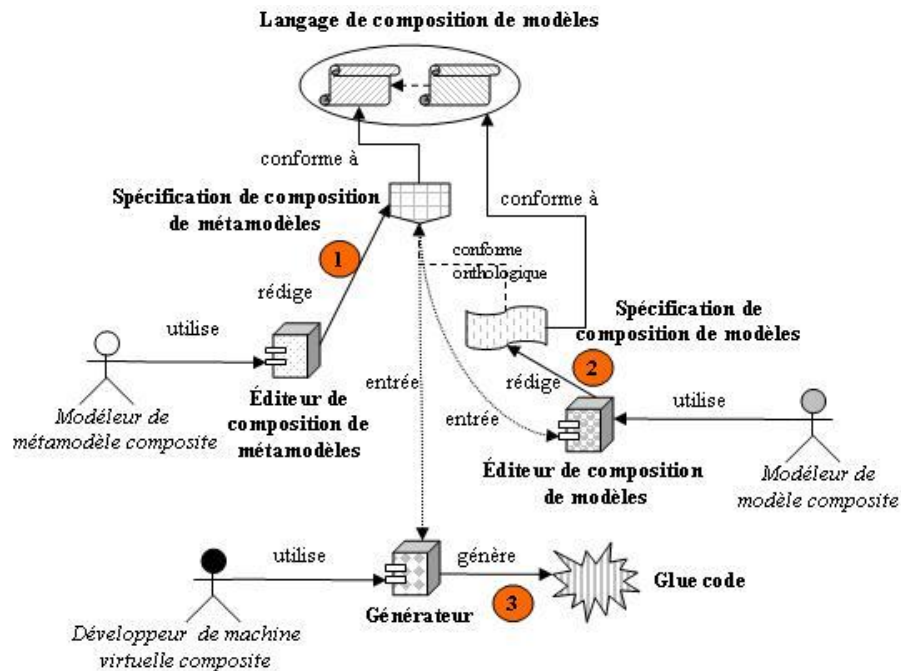 Langage de composition de modèles
conforme à
Spécification de composition
de métamodèles
conforme à
1
conforme
onthologique
rédige
utilise
Spécification de
composition de modèles
2
rédige
Éditeur de
composition de
métamodèles
Modéleur de
métamodèle composite
entrée
entrée
utilise
Éditeur de composition
de modèles
Modéleur de
modèle composite
utilise
génère
3
Glue code
Générateur
Développeur de machine
virtuelle composite